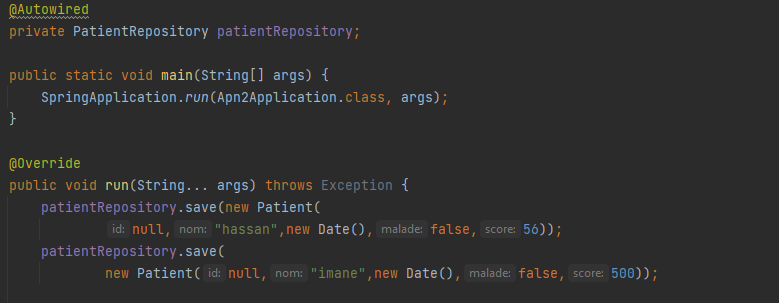 @Autowired
private PatientRepository patientRepository;
public static void main(String[] args) {
SpringApplication.run(Apn2Application.class, args);
}
@Override
public void run(String... args) throws Exception {
patientRepository.save(new Patient(
id: null, nom: "hassan",new Date(), malade: false, score: 56));
patientRepository.save(
new Patient( id: null, nom: "imane",new Date(), malade: false, score: 500));